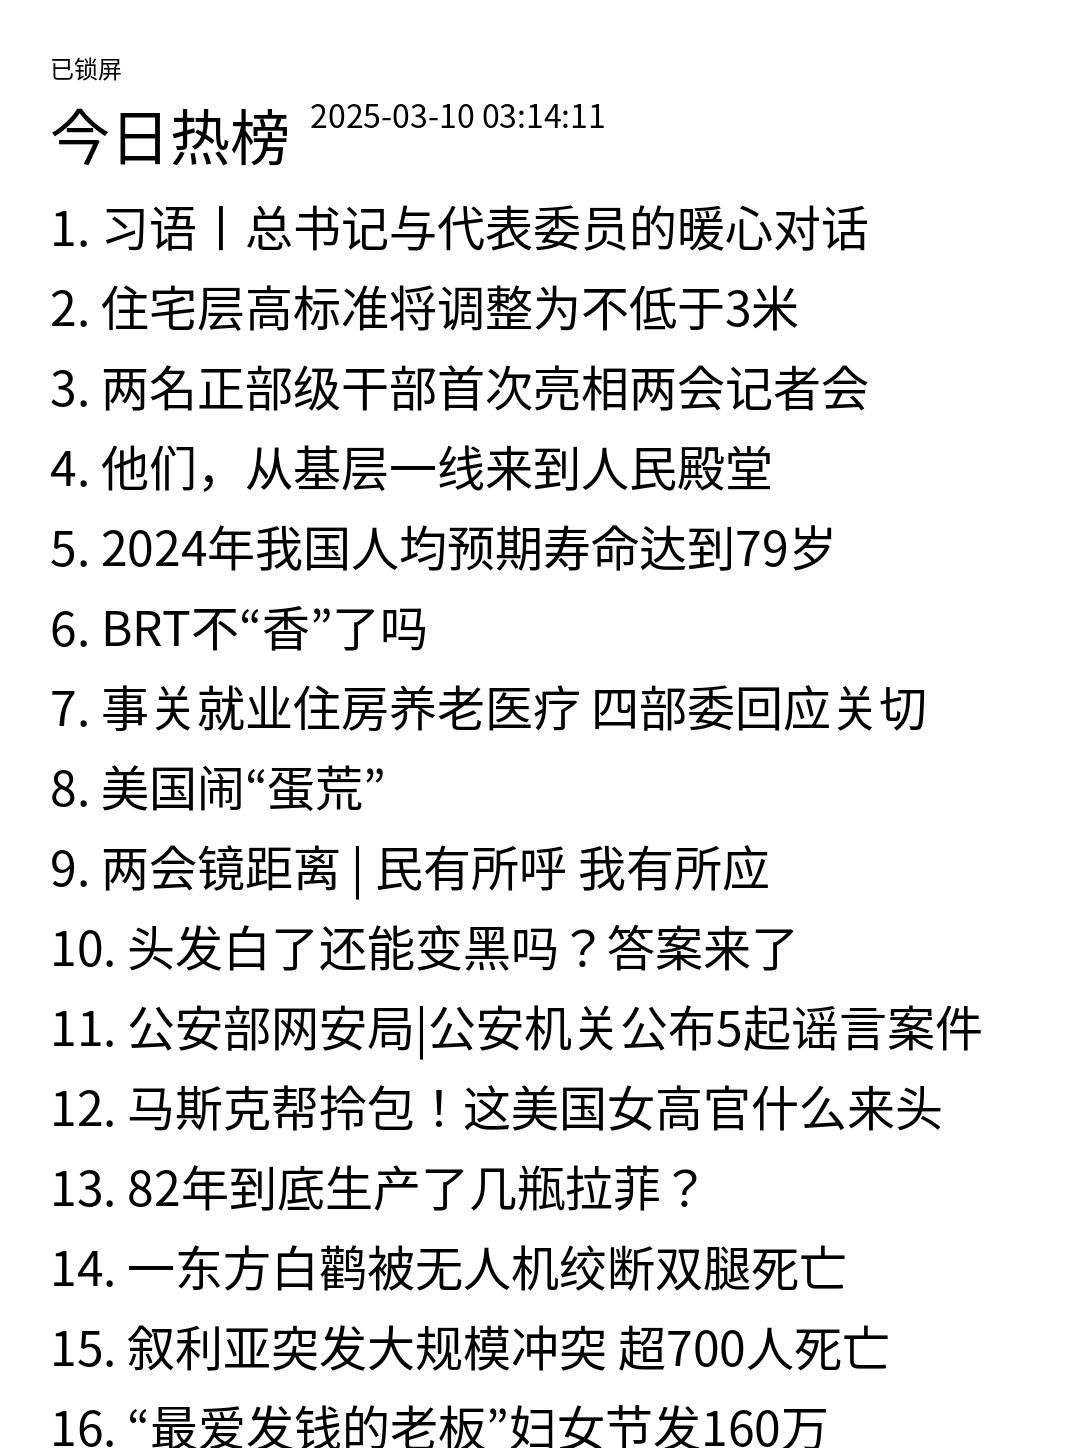 已锁屏
今日热榜 2025-03-10 03:14:11
1. 习语丨总书记与代表委员的暖心对话
2. 住宅层高标准将调整为不低于3米
3. 两名正部级干部首次亮相两会记者会
4. 他们，从基层一线来到人民殿堂
5. 2024年我国人均预期寿命达到79岁
6. BRT不“香”了吗
7. 事关就业住房养老医疗 四部委回应关切
8. 美国闹“蛋荒”
9. 两会镜距离 | 民有所呼 我有所应
10. 头发白了还能变黑吗？答案来了
11. 公安部网安局|公安机关公布5起谣言案件
12. 马斯克帮拎包！这美国女高官什么来头
13. 82年到底生产了几瓶拉菲？
14. 一东方白鹳被无人机绞断双腿死亡
15. 叙利亚突发大规模冲突 超700人死亡
16. “最爱发钱的老板”妇女节发160万